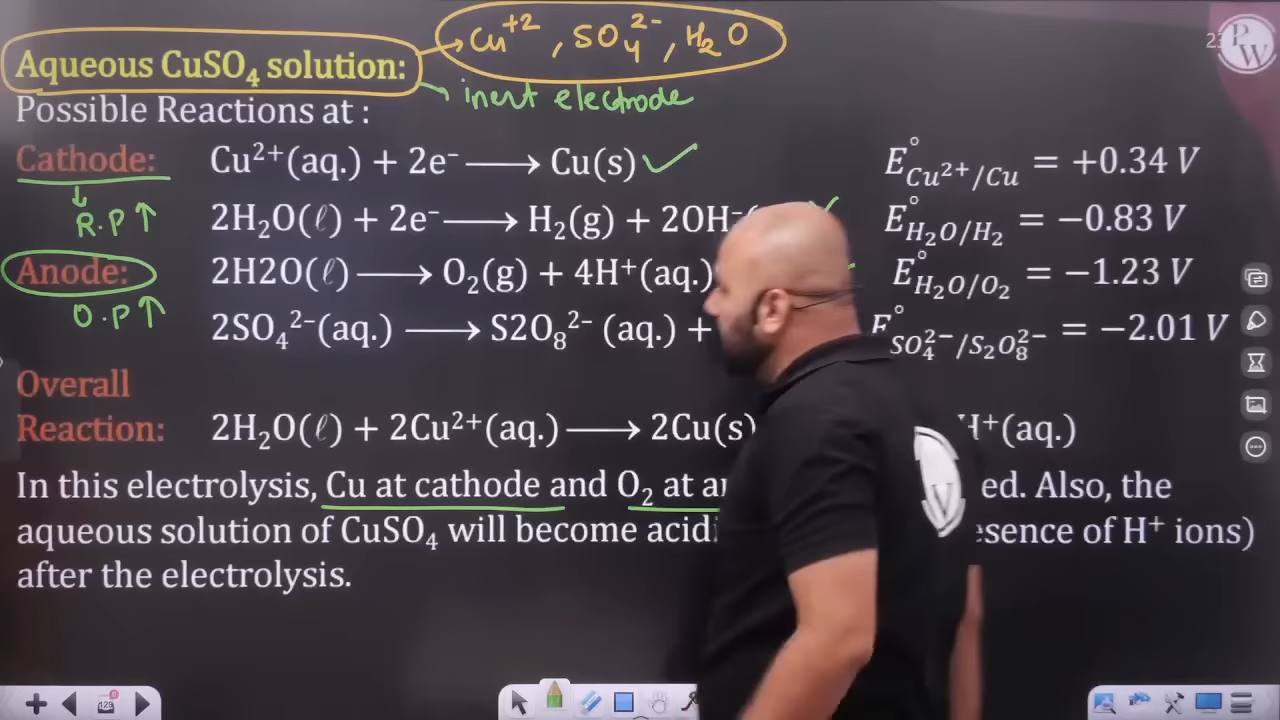 Cu⁺², SO₄²⁻, H₂O
Aqueous CuSO₄ solution:
inert electrode
Possible Reactions at :
Cathode: Cu²⁺(aq.) + 2e⁻ ⟶ Cu(s) ✓ E°Cu²⁺/Cu = +0.34 V
R.P↑ 2H₂O(ℓ) + 2e⁻ ⟶ H₂(g) + 2OH⁻ E°H₂O/H₂ = −0.83 V
Anode: 2H2O(ℓ) ⟶ O₂(g) + 4H⁺(aq.) E°H₂O/O₂ = −1.23 V
O.P↑ 2SO₄²⁻(aq.) ⟶ S2O₈²⁻ (aq.) + E°SO₄²⁻/S₂O₈²⁻ = −2.01 V
Overall
Reaction: 2H₂O(ℓ) + 2Cu²⁺(aq.) ⟶ 2Cu(s) H⁺(aq.)
In this electrolysis, Cu at cathode and O₂ at Also, the
aqueous solution of CuSO₄ will become of H⁺ ions)
after the electrolysis.
PW